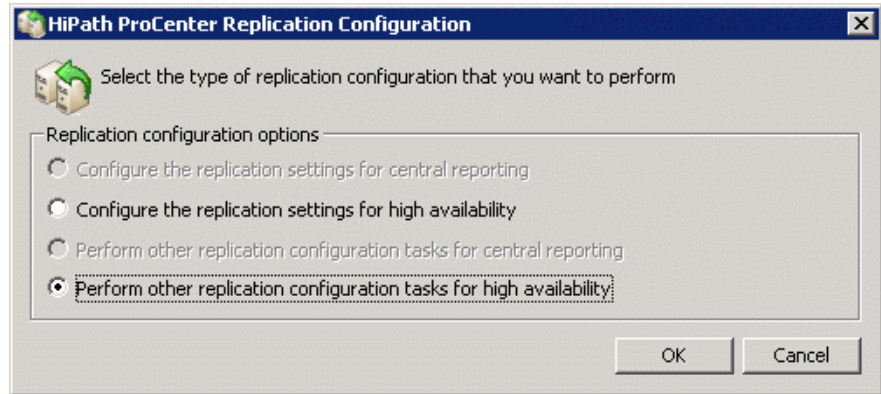 HiPath ProCenter Replication Configuration
Select the type of replication configuration that you want to perform
Replication configuration options
Configure the replication settings for central reporting
Configure the replication settings for high availability
Perform other replication configuration tasks for central reporting
Perform other replication configuration tasks for high availability
OK Cancel